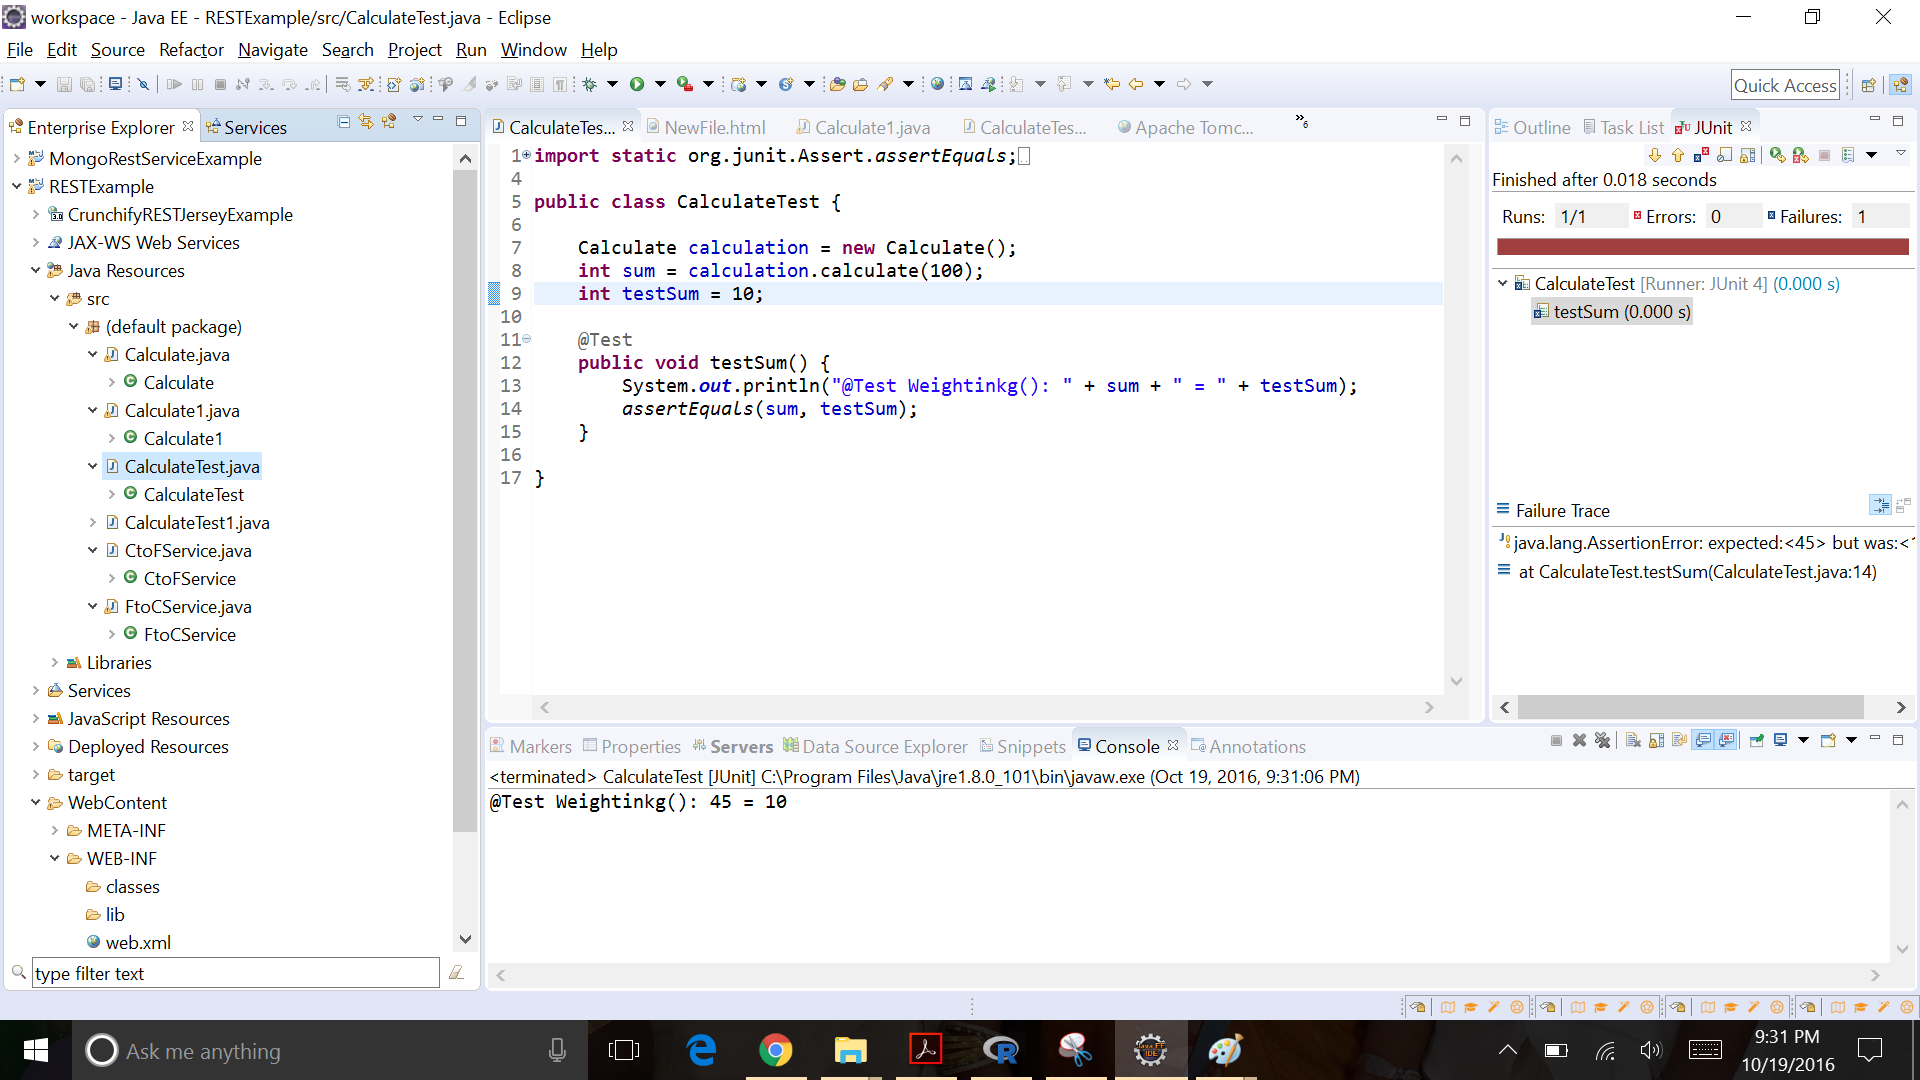 workspace - Java EE - RESTExample/src/CalculateTest.java - Eclipse
File Edit Source Refactor Navigate Search Project Run Window Help
Quick Access
Enterprise Explorer Services
MongoRestServiceExample
RESTExample
CrunchifyRESTJerseyExample
JAX-WS Web Services
Java Resources
src
(default package)
Calculate.java
Calculate
Calculate1.java
Calculate1
CalculateTest.java
CalculateTest
CalculateTest1.java
CtoFService.java
CtoFService
FtoCService.java
FtoCService
Libraries
Services
JavaScript Resources
Deployed Resources
target
WebContent
META-INF
WEB-INF
classes
lib
web.xml
type filter text
CalculateTes... NewFile.html Calculate1.java CalculateTes... Apache Tomc... »6
1 import static org.junit.Assert.assertEquals;
4
5 public class CalculateTest {
6
7 Calculate calculation = new Calculate();
8 int sum = calculation.calculate(100);
9 int testSum = 10;
10
11 @Test
12 public void testSum() {
13 System.out.println("@Test Weightinkg(): " + sum + " = " + testSum);
14 assertEquals(sum, testSum);
15 }
16
17 }
Outline Task List JUnit
Finished after 0.018 seconds
Runs: 1/1 Errors: 0 Failures: 1
CalculateTest [Runner: JUnit 4] (0.000 s)
testSum (0.000 s)
Failure Trace
java.lang.AssertionError: expected:<45> but was:<
at CalculateTest.testSum(CalculateTest.java:14)
Markers Properties Servers Data Source Explorer Snippets Console Annotations
<terminated> CalculateTest [JUnit] C:\Program Files\Java\jre1.8.0_101\bin\javaw.exe (Oct 19, 2016, 9:31:06 PM)
@Test Weightinkg(): 45 = 10
Ask me anything
Java EE
IDE
9:31 PM
10/19/2016